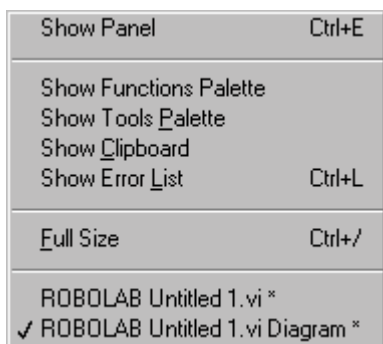 Show Panel Ctrl+E
Show Functions Palette
Show Tools Palette
Show Clipboard
Show Error List Ctrl+L
Full Size Ctrl+/
ROBOLAB Untitled 1.vi *
✓ ROBOLAB Untitled 1.vi Diagram *